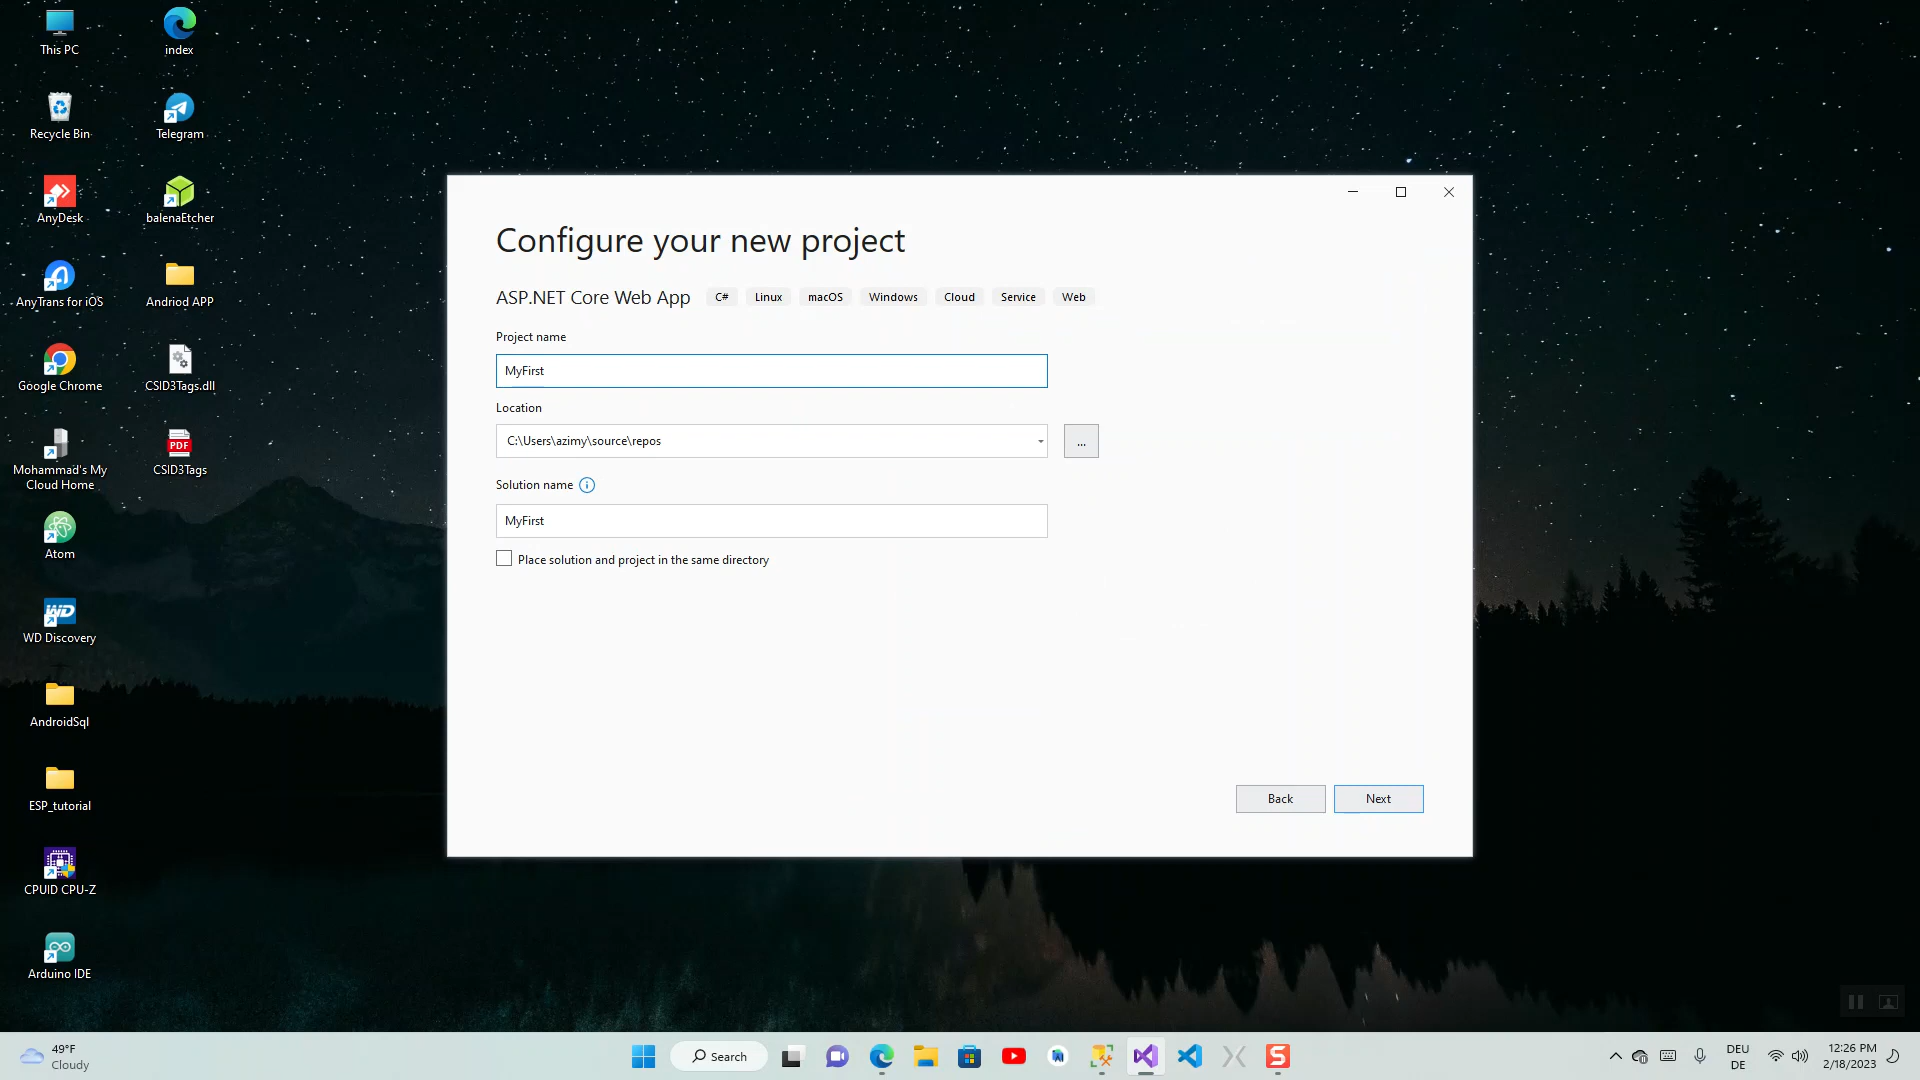 This PC
index
Recycle Bin
Telegram
AnyDesk
balenaEtcher
AnyTrans for iOS
Andriod APP
Google Chrome
CSID3Tags.dll
Mohammad's My
Cloud Home
PDF
CSID3Tags
Atom
WD
WD Discovery
AndroidSql
ESP_tutorial
CPUID CPU-Z
Arduino IDE
Configure your new project
ASP.NET Core Web App
C#
Linux
macOS
Windows
Cloud
Service
Web
Project name
MyFirst
Location
C:\Users\azimy\source\repos
...
Solution name
MyFirst
Place solution and project in the same directory
Back
Next
49°F
Cloudy
Search
S
DEU
DE
12:26 PM
2/18/2023